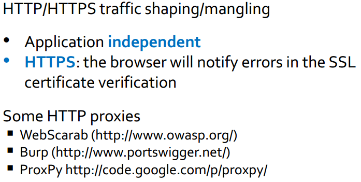 HTTP/HTTPS traffic shaping/mangling
• Application independent
• HTTPS: the browser will notify errors in the SSL
certificate verification
Some HTTP proxies
▪ WebScarab (http://www.owasp.org/)
▪ Burp (http://www.portswigger.net/)
▪ ProxPy http://code.google.com/p/proxpy/